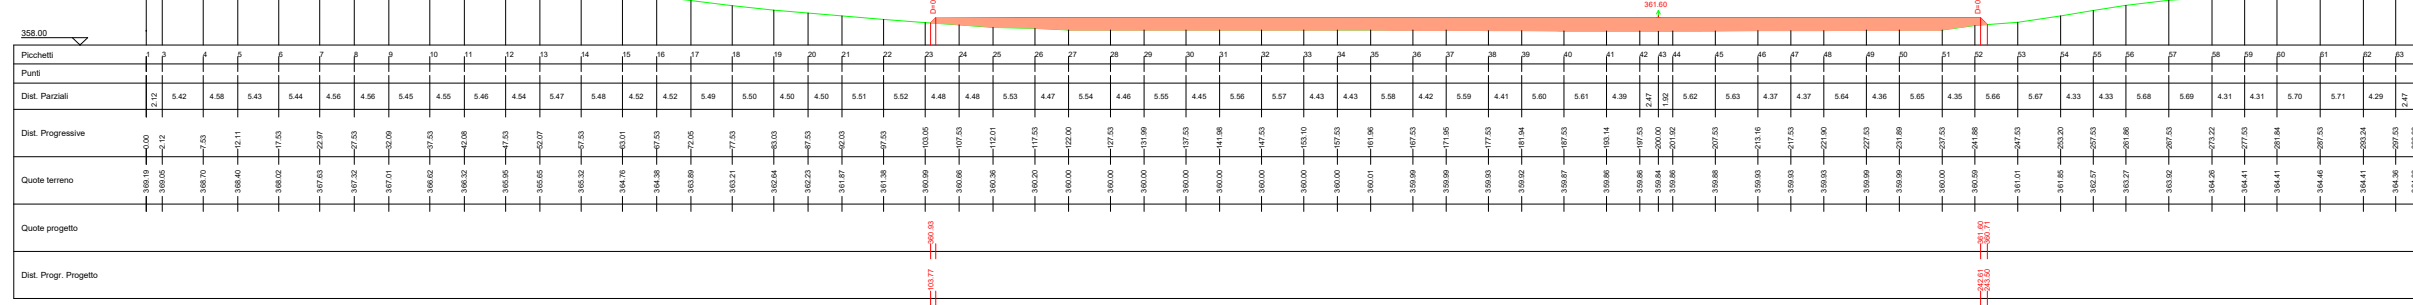 D=0
361.60
D=0
358.00
Picchetti 1 3 4 5 6 7 8 9 10 11 12 13 14 15 16 17 18 19 20 21 22 23 24 25 26 27 28 29 30 31 32 33 34 35 36 37 38 39 40 41 42 43 44 45 46 47 48 49 50 51 52 53 54 55 56 57 58 59 60 61 62 63
Punti
Dist. Parziali 2.12 5.42 4.58 5.43 5.44 4.56 4.56 5.45 4.55 5.46 4.54 5.47 5.48 4.52 4.52 5.49 5.50 4.50 4.50 5.51 5.52 4.48 4.48 5.53 4.47 5.54 4.46 5.55 4.45 5.56 5.57 4.43 4.43 5.58 4.42 5.59 4.41 5.60 5.61 4.39 2.47 1.92 5.62 5.63 4.37 4.37 5.64 4.36 5.65 4.35 5.66 5.67 4.33 4.33 5.68 5.69 4.31 4.31 5.70 5.71 4.29 2.47
Dist. Progressive 0.00 2.12 7.53 12.11 17.53 22.97 27.53 32.09 37.53 42.08 47.53 52.07 57.53 63.01 67.53 72.05 77.53 83.03 87.53 92.03 97.53 103.05 107.53 112.01 117.53 122.00 127.53 131.99 137.53 141.98 147.53 153.10 157.53 161.96 167.53 171.95 177.53 181.94 187.53 193.14 197.53 200.00 201.92 207.53 213.16 217.53 221.90 227.53 231.89 237.53 241.88 247.53 253.20 257.53 261.86 267.53 273.22 277.53 281.84 287.53 293.24 297.53
Quote terreno 369.19 369.05 368.70 368.40 368.02 367.63 367.32 367.01 366.62 366.32 365.95 365.65 365.32 364.76 364.38 363.89 363.21 362.64 362.23 361.87 361.38 360.99 360.66 360.36 360.20 360.00 360.00 360.00 360.00 360.00 360.00 360.00 360.00 360.01 359.99 359.99 359.93 359.92 359.87 359.86 359.86 359.84 359.86 359.88 359.93 359.93 359.93 359.99 359.99 360.00 360.59 361.01 361.85 362.57 363.27 363.92 364.26 364.41 364.41 364.46 364.41 364.36
Quote progetto 360.93 361.60 360.71
Dist. Progr. Progetto 103.77 242.61 243.50